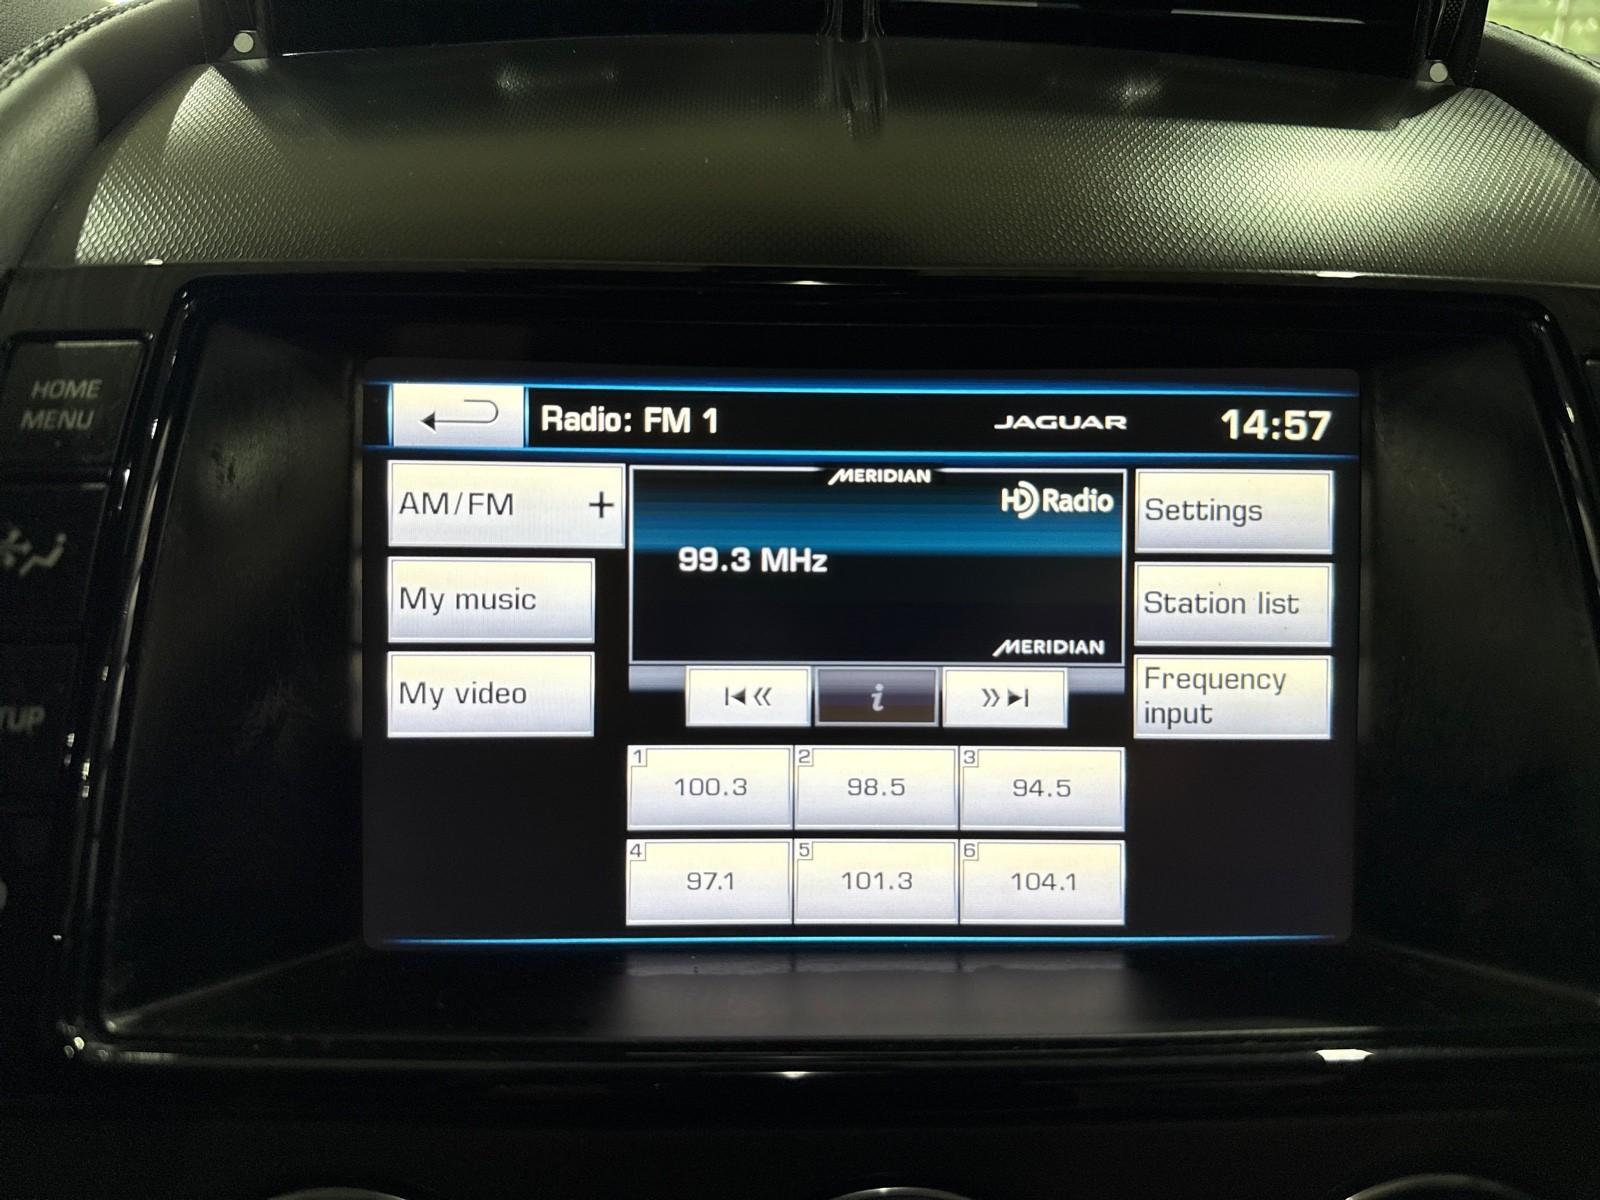 HOME
MENU
Radio: FM 1
JAGUAR
14:57
AM/FM +
My music
My video
MERIDIAN
HD Radio
99.3 MHz
MERIDIAN
i
Settings
Station list
Frequency
input
1
100.3
2
98.5
3
94.5
4
97.1
5
101.3
6
104.1
TUP